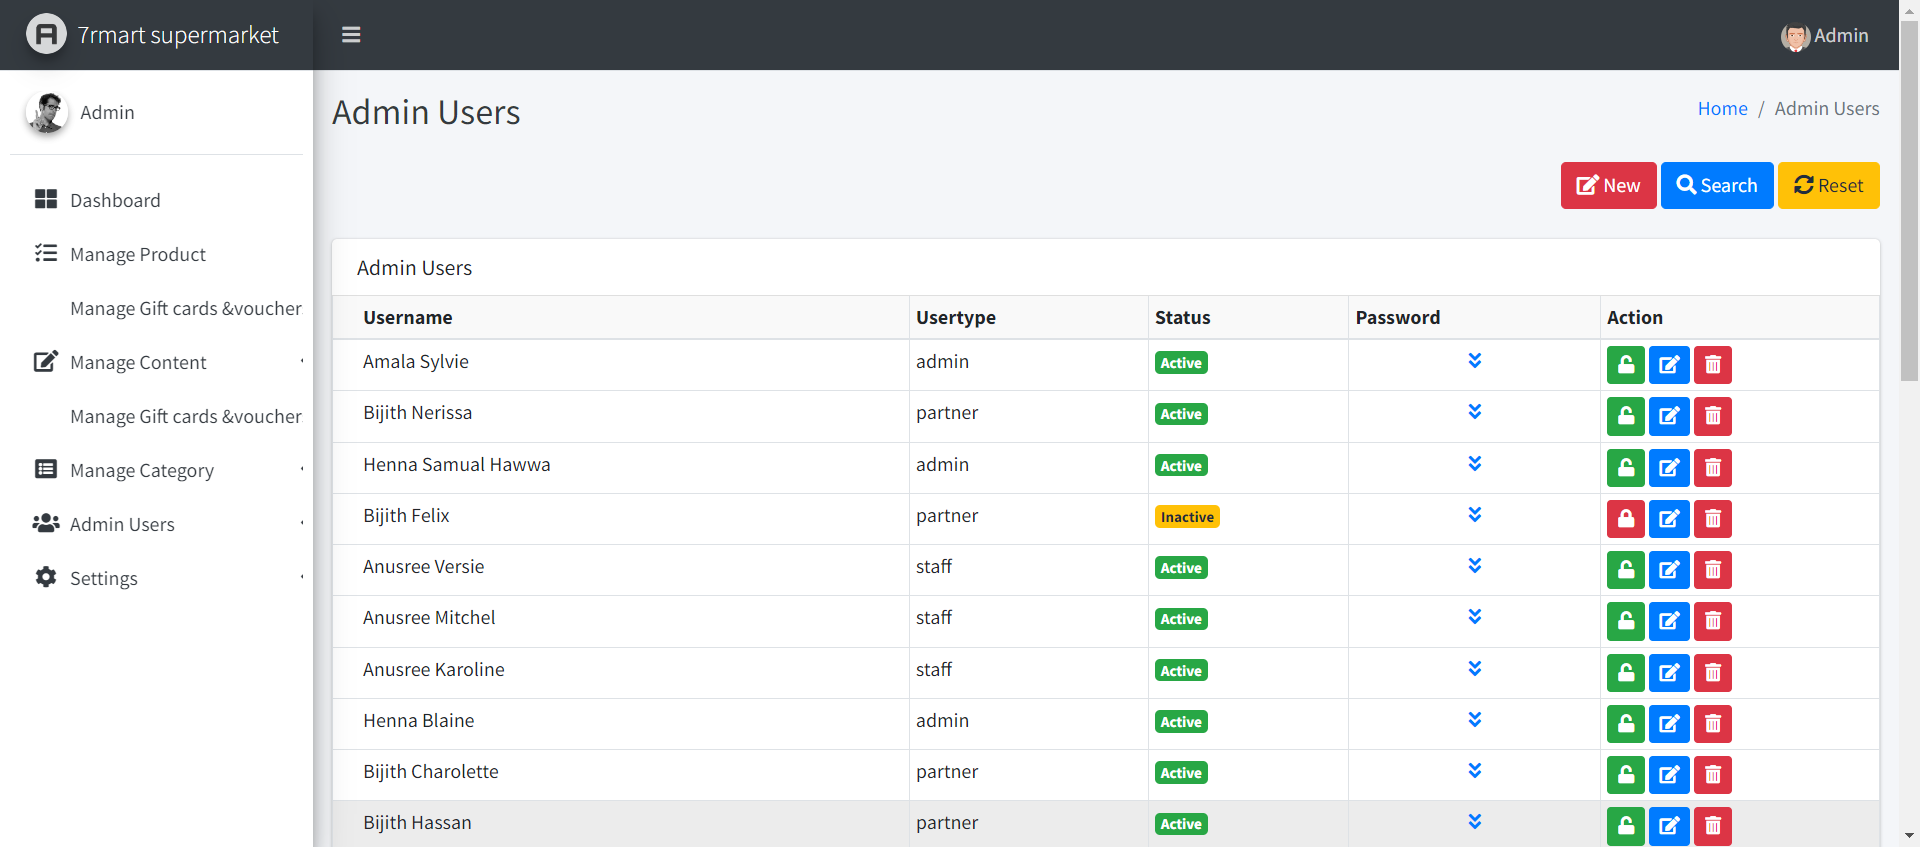 7rmart supermarket
Admin
Admin
Dashboard
Manage Product
Manage Gift cards &voucher
Manage Content
Manage Gift cards &voucher
Manage Category
Admin Users
Settings
Admin Users
Home / Admin Users
New Search Reset
Admin Users
Username Usertype Status Password Action
Amala Sylvie admin Active
Bijith Nerissa partner Active
Henna Samual Hawwa admin Active
Bijith Felix partner Inactive
Anusree Versie staff Active
Anusree Mitchel staff Active
Anusree Karoline staff Active
Henna Blaine admin Active
Bijith Charolette partner Active
Bijith Hassan partner Active